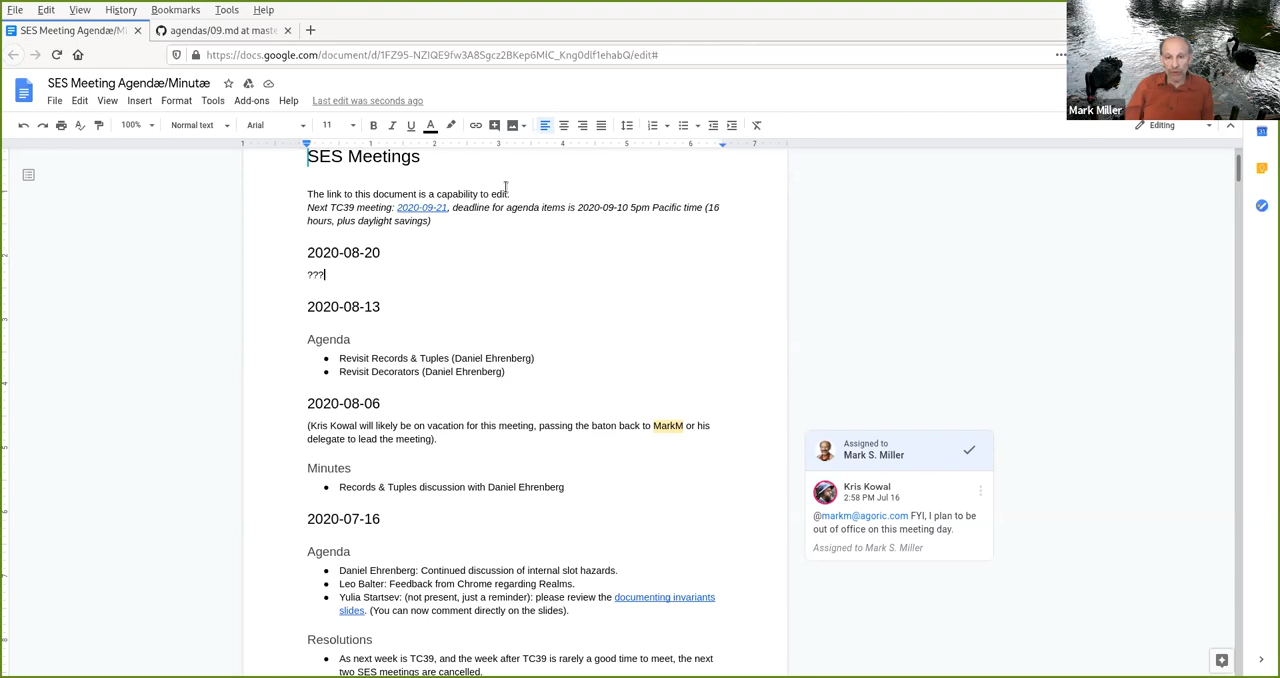 File Edit View History Bookmarks Tools Help
SES Meeting Agendæ/Mi
agendas/09.md at maste
https://docs.google.com/document/d/1FZ95-NZIQE9fw3A8Sgcz2BKep6MlC_Kng0dlf1ehabQ/edit#
SES Meeting Agendæ/Minutæ
File Edit View Insert Format Tools Add-ons Help Last edit was seconds ago
100% Normal text Arial 11 B I U A Editing
Mark Miller
1 1 2 3 4 5 6 7
SES Meetings
The link to this document is a capability to edit.
Next TC39 meeting: 2020-09-21, deadline for agenda items is 2020-09-10 5pm Pacific time (16
hours, plus daylight savings)
2020-08-20
???
2020-08-13
Agenda
● Revisit Records & Tuples (Daniel Ehrenberg)
● Revisit Decorators (Daniel Ehrenberg)
2020-08-06
(Kris Kowal will likely be on vacation for this meeting, passing the baton back to MarkM or his
delegate to lead the meeting).
Minutes
● Records & Tuples discussion with Daniel Ehrenberg
2020-07-16
Agenda
● Daniel Ehrenberg: Continued discussion of internal slot hazards.
● Leo Balter: Feedback from Chrome regarding Realms.
● Yulia Startsev: (not present, just a reminder): please review the documenting invariants
slides. (You can now comment directly on the slides).
Resolutions
● As next week is TC39, and the week after TC39 is rarely a good time to meet, the next
two SES meetings are cancelled.
Assigned to
Mark S. Miller
Kris Kowal
2:58 PM Jul 16
@markm@agoric.com FYI, I plan to be
out of office on this meeting day.
Assigned to Mark S. Miller